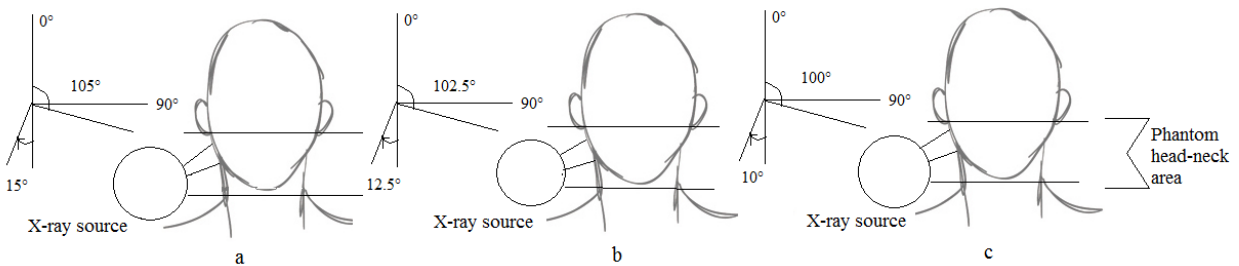 0°
105°
90°
15°
X-ray source
a
0°
102.5°
90°
12.5°
X-ray source
b
0°
100°
90°
10°
X-ray source
c
Phantom
head-neck
area